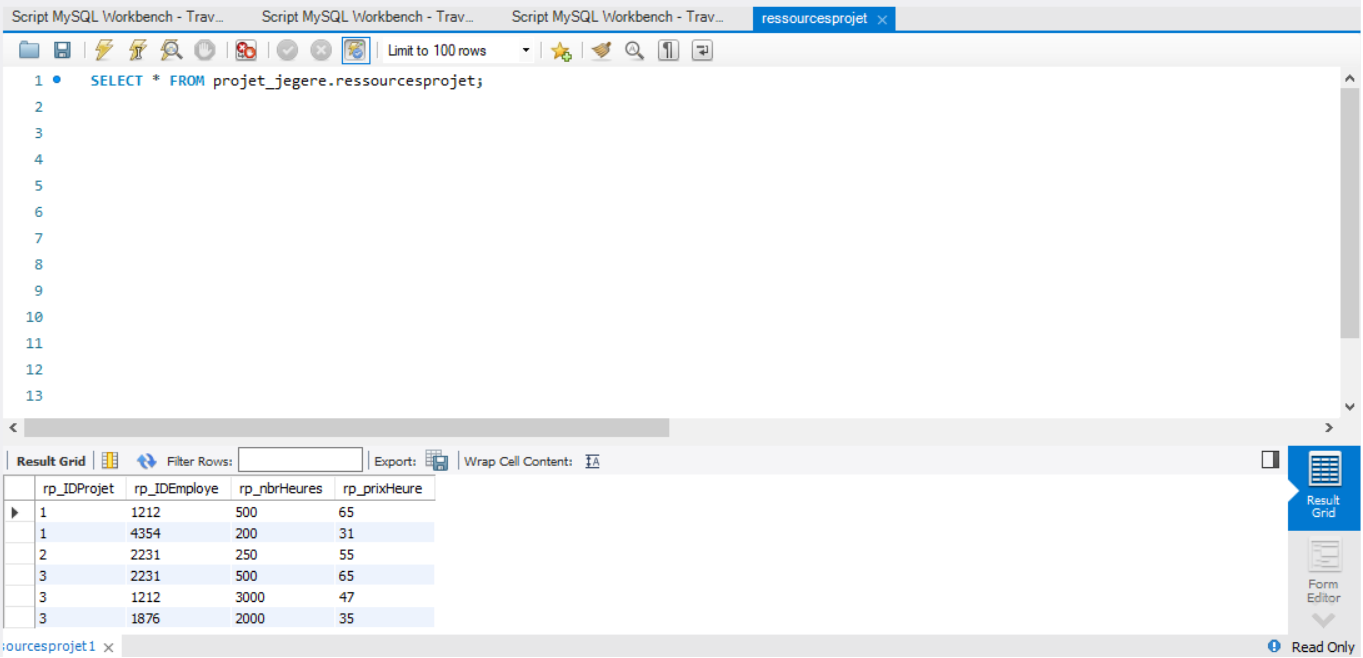 Script MySQL Workbench - Trav... Script MySQL Workbench - Trav... Script MySQL Workbench - Trav... ressourcesprojet
Limit to 100 rows
1 SELECT * FROM projet_jegere.ressourcesprojet;
2
3
4
5
6
7
8
9
10
11
12
13
Result Grid Filter Rows: Export: Wrap Cell Content: IA
rp_IDProjet rp_IDEmploye rp_nbrHeures rp_prixHeure
1 1212 500 65
1 4354 200 31
2 2231 250 55
3 2231 500 65
3 1212 3000 47
3 1876 2000 35
Result
Grid
Form
Editor
sourcesprojet1 Read Only